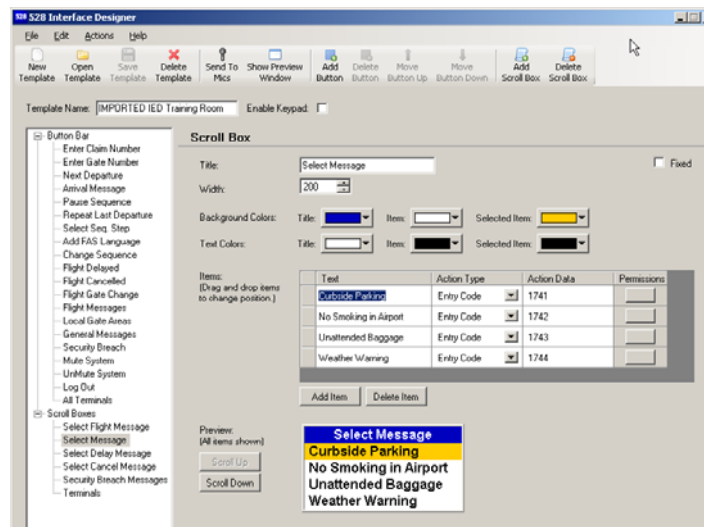 528 528 Interface Designer
File Edit Actions Help
New Template
Open Template
Save Template
Delete Template
Send To Mics
Show Preview Window
Add Button
Delete Button
Move Button Up
Move Button Down
Add Scroll Box
Delete Scroll Box
Template Name: IMPORTED IED Training Room Enable Keypad:
Button Bar
Enter Claim Number
Enter Gate Number
Next Departure
Arrival Message
Pause Sequence
Repeat Last Departure
Select Seq. Step
Add FAS Language
Change Sequence
Flight Delayed
Flight Cancelled
Flight Gate Change
Flight Messages
Local Gate Areas
General Messages
Security Breach
Mute System
UnMute System
Log Out
All Terminals
Scroll Boxes
Select Flight Message
Select Message
Select Delay Message
Select Cancel Message
Security Breach Messages
Terminals
Scroll Box
Title: Select Message Fixed
Width: 200
Background Colors: Title: Item: Selected Item:
Text Colors: Title: Item: Selected Item:
Items:
(Drag and drop items
to change position.)
Text Action Type Action Data Permissions
Curbside Parking Entry Code 1741
No Smoking in Airport Entry Code 1742
Unattended Baggage Entry Code 1743
Weather Warning Entry Code 1744
Add Item Delete Item
Preview:
(All items shown)
Scroll Up
Scroll Down
Select Message
Curbside Parking
No Smoking in Airport
Unattended Baggage
Weather Warning